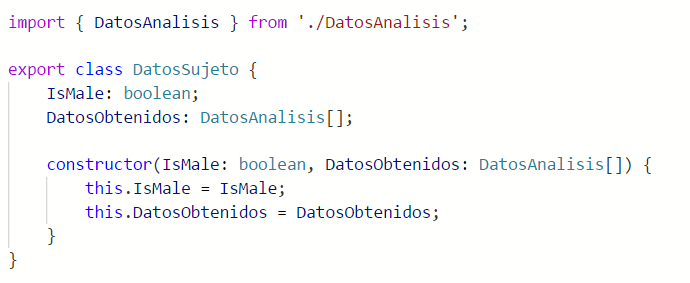 import { DatosAnalisis } from './DatosAnalisis';

export class DatosSujeto {
    IsMale: boolean;
    DatosObtenidos: DatosAnalisis[];

    constructor(IsMale: boolean, DatosObtenidos: DatosAnalisis[]) {
        this.IsMale = IsMale;
        this.DatosObtenidos = DatosObtenidos;
    }
}